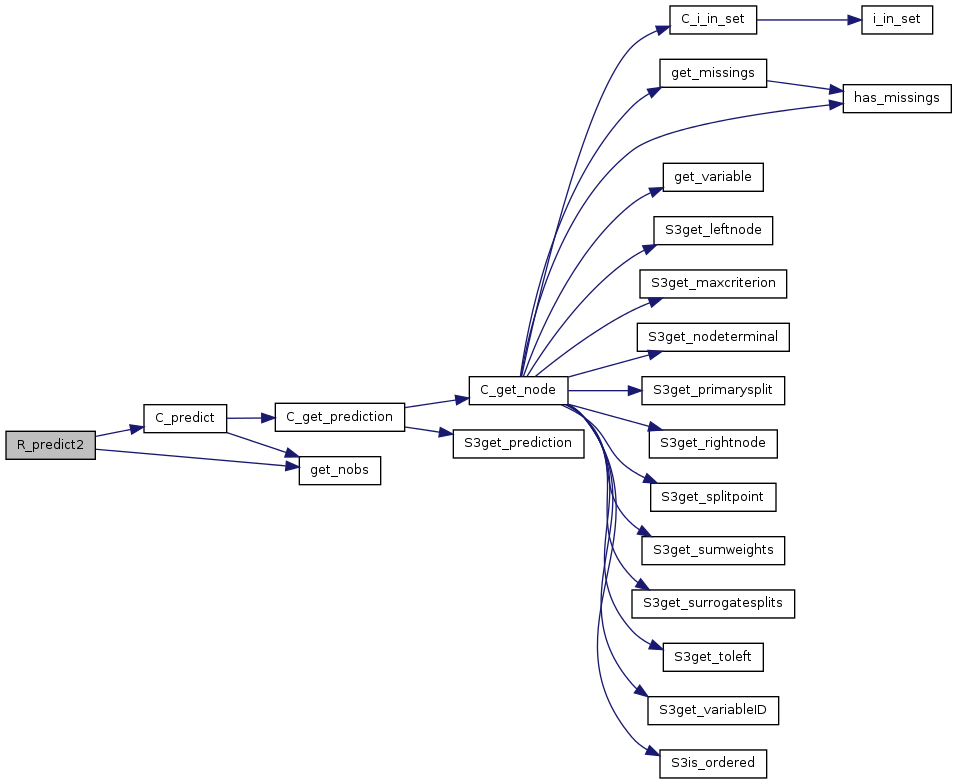 C_i_in_set
i_in_set
get_missings
has_missings
get_variable
S3get_leftnode
S3get_maxcriterion
S3get_nodeterminal
C_get_node
S3get_primarysplit
C_predict
C_get_prediction
R_predict2
S3get_prediction
S3get_rightnode
get_nobs
S3get_splitpoint
S3get_sumweights
S3get_surrogatesplits
S3get_toleft
S3get_variableID
S3is_ordered